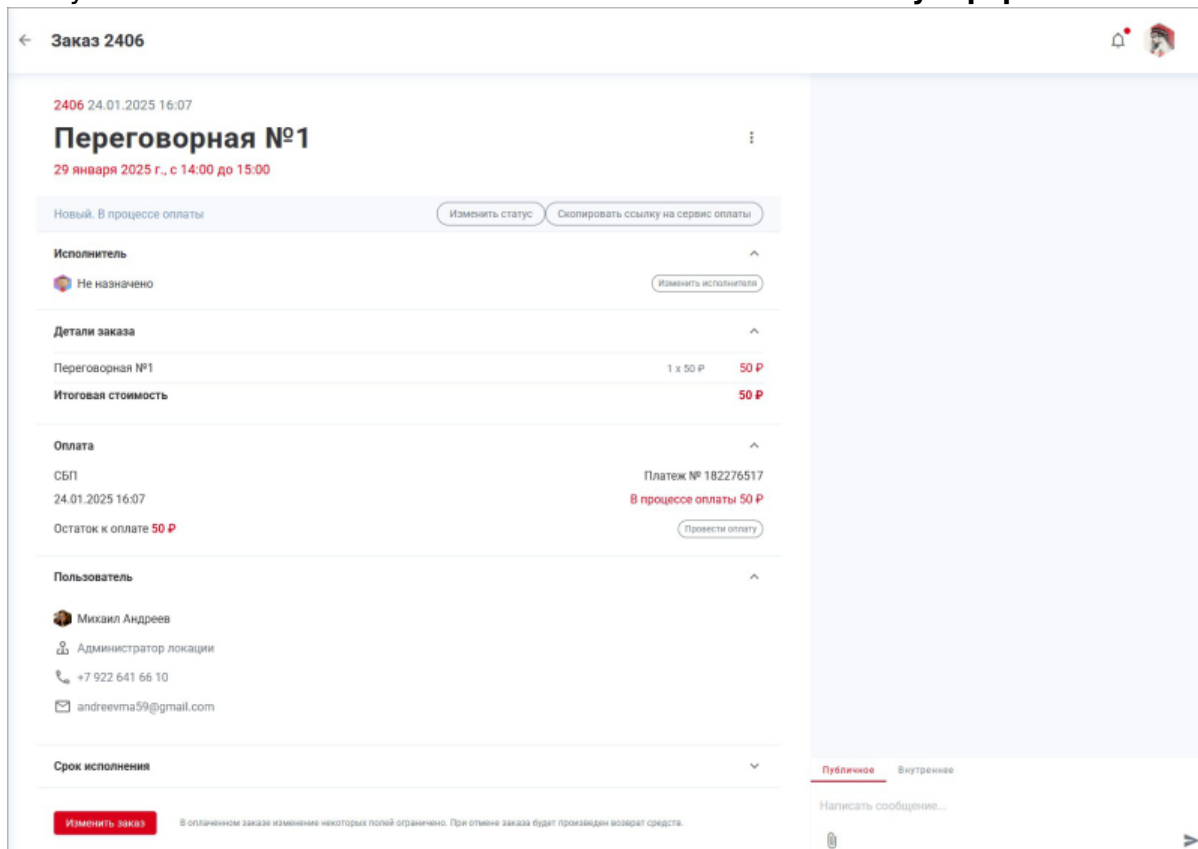 Заказ 2406
2406 24.01.2025 16:07
Переговорная №1
29 января 2025 г., с 14:00 до 15:00
Новый. В процессе оплаты
Изменить статус
Скопировать ссылку на сервис оплаты
Исполнитель
Не назначено
Изменить исполнителя
Детали заказа
Переговорная №1 1 x 50 ₽ 50 ₽
Итоговая стоимость 50 ₽
Оплата
СБП Платеж № 182276517
24.01.2025 16:07 В процессе оплаты 50 ₽
Остаток к оплате 50 ₽ Провести оплату
Пользователь
Михаил Андреев
Администратор локации
+7 922 641 66 10
andreevma59@gmail.com
Срок исполнения
Изменить заказ
В оплаченном заказе изменение некоторых полей ограничено. При отмене заказа будет произведен возврат средств.
Публичное Внутреннее
Написать сообщение...